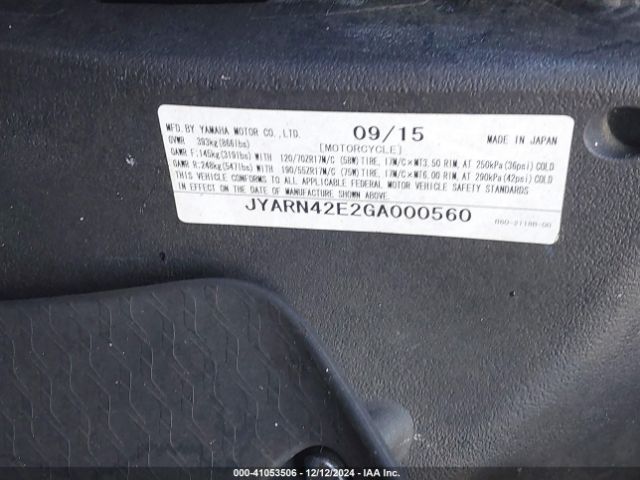 MFD.BY YAMAHA MOTOR CO.,LTD. 09/15 MADE IN JAPAN
GVWR 393kg(866lbs) [MOTORCYCLE]
GAWR F:145kg(319lbs)WITH 120/70ZR17M/C (58W)TIRE, 17M/C×MT3.50 RIM, AT 250kPa(36psi)COLD
GAWR R:248kg(547lbs)WITH 190/55ZR17M/C (75W)TIRE, 17M/C×MT6.00 RIM, AT 290kPa(42psi)COLD
THIS VEHICLE CONFORMS TO ALL APPLICABLE FEDERAL MOTOR VEHICLE SAFETY STANDARDS
IN EFFECT ON THE DATE OF MANUFACTURE SHOWN ABOVE.
JYARN42E2GA000560
000-41053506 - 12/12/2024 - IAA Inc.